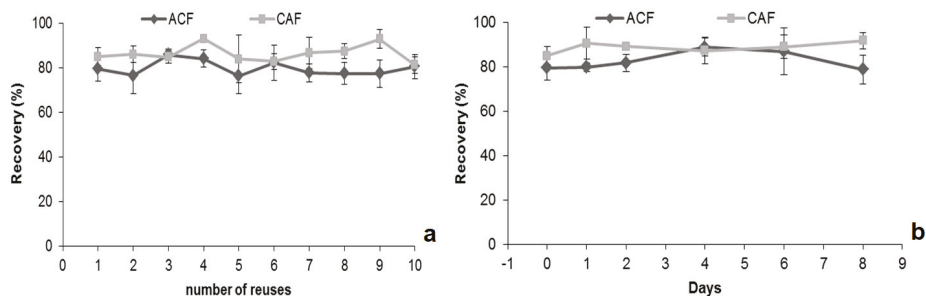 ACF CAF
Recovery (%)
100
80
60
40
20
0
0 1 2 3 4 5 6 7 8 9 10
number of reuses
a
ACF CAF
Recovery (%)
100
80
60
40
20
0
-1 0 1 2 3 4 5 6 7 8 9
Days
b